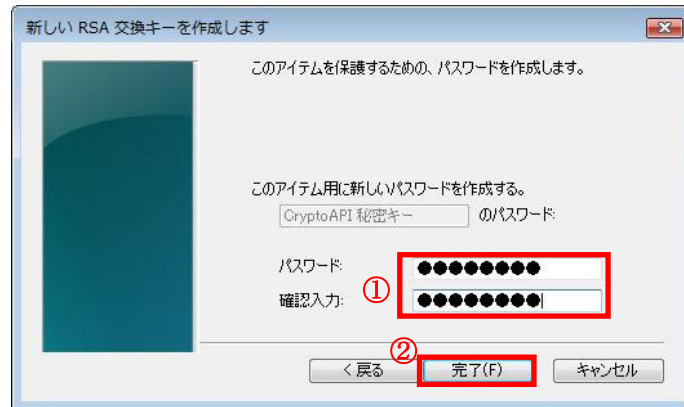 新しい RSA 交換キーを作成します
このアイテムを保護するための、パスワードを作成します。
このアイテム用に新しいパスワードを作成する。
CryptoAPI 秘密キー のパスワード:
パスワード: ●●●●●●●●
① 確認入力: ●●●●●●●●
②
< 戻る 完了(F) キャンセル